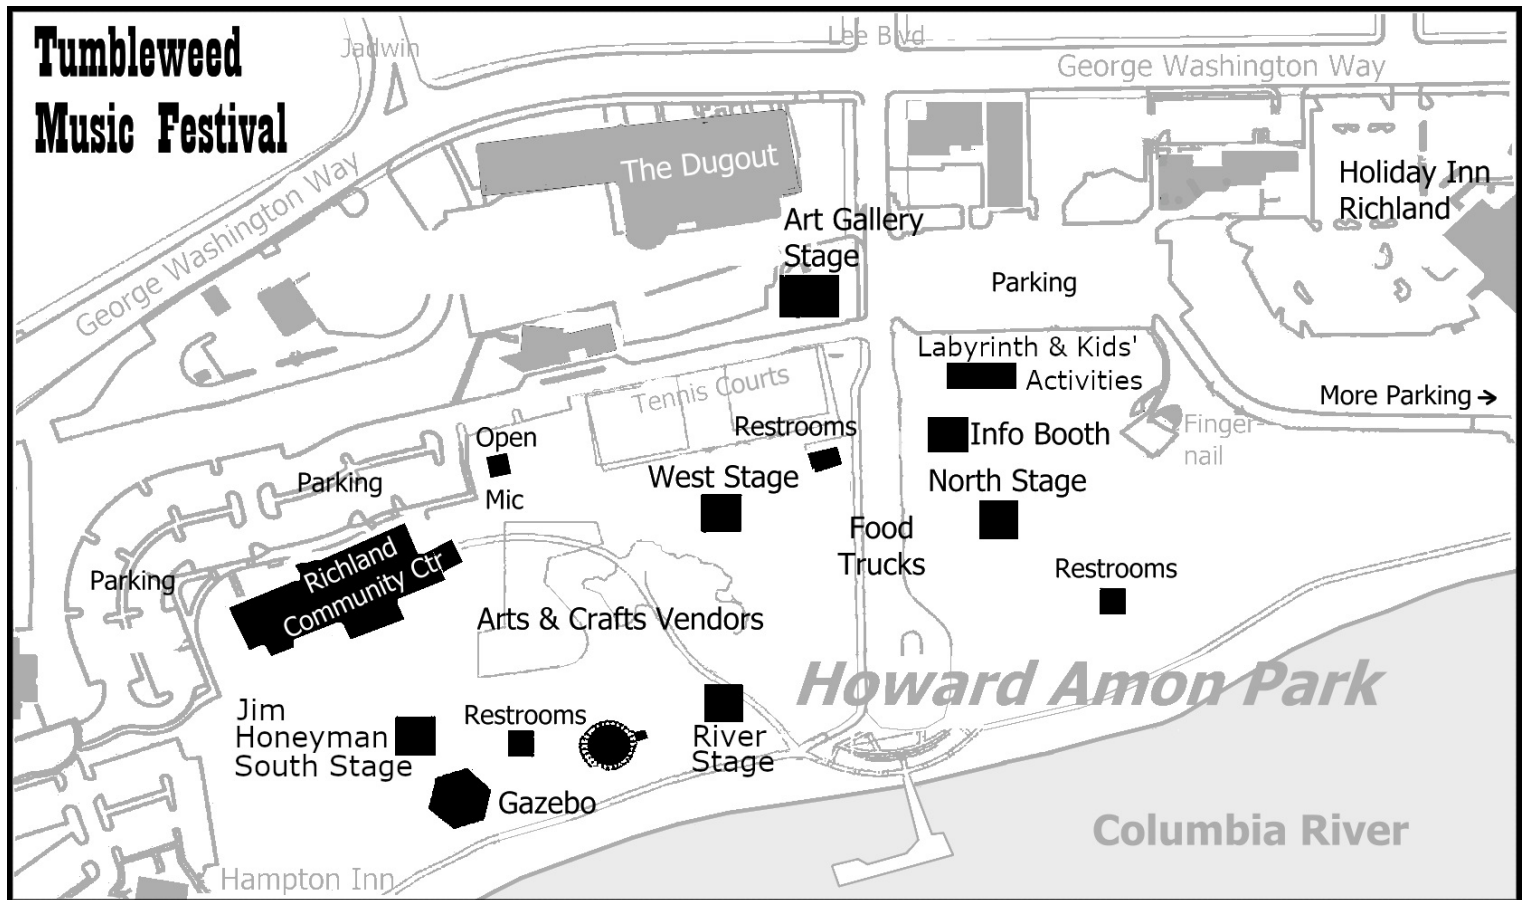 Tumbleweed
Music Festival
Jadwin
Lee Blvd
George Washington Way
George Washington Way
The Dugout
Holiday Inn
Richland
Art Gallery
Stage
Parking
Labyrinth & Kids'
Activities
More Parking →
Tennis Courts
Restrooms
Info Booth
Finger-
nail
Open
Mic
Parking
West Stage
North Stage
Food
Trucks
Richland
Community Ctr
Parking
Restrooms
Arts & Crafts Vendors
Howard Amon Park
Jim
Honeyman
South Stage
Restrooms
River
Stage
Gazebo
Columbia River
Hampton Inn